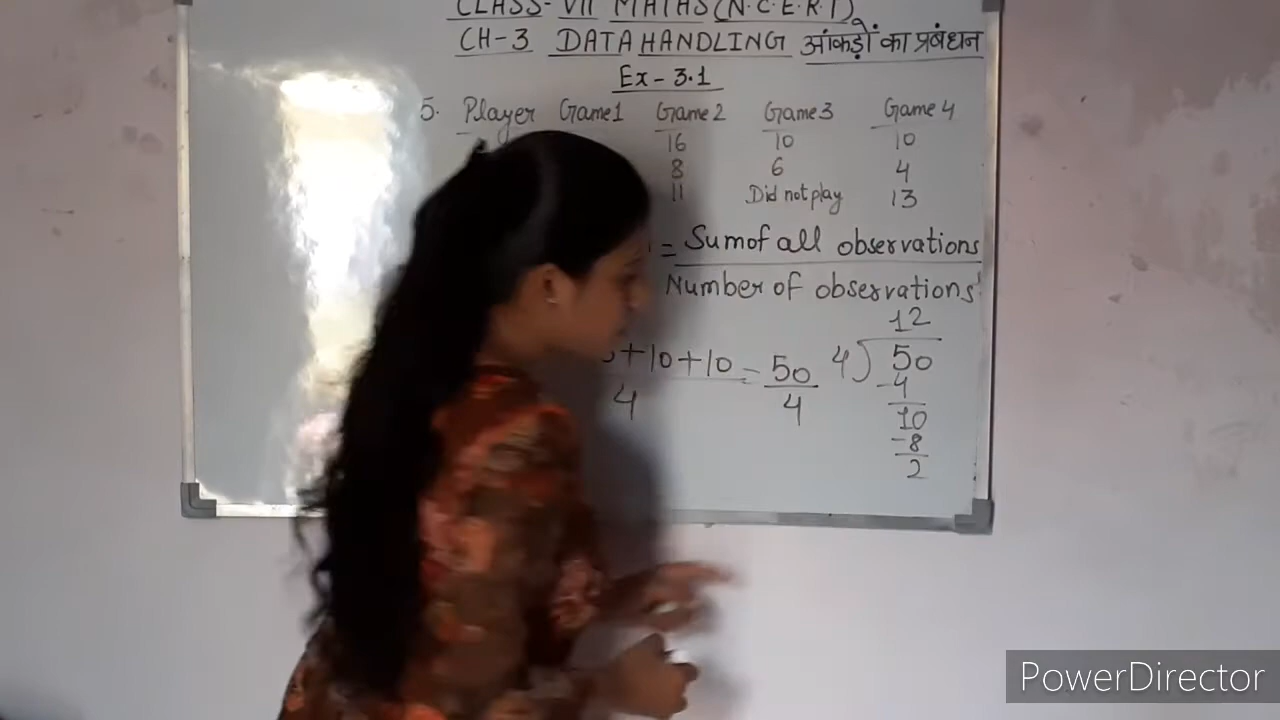 CLASS- VII MATHS (N.C.E.R.T)
CH-3 DATA HANDLING आंकड़ों का प्रबंधन
Ex - 3.1
5. Player Game1 Game 2 Game 3 Game 4
16 10 10
8 6 4
11 Did not play 13
= Sum of all observations
Number of observations
12
+10+10 = 50 4 50
4 4 -4
10
-8
2
PowerDirector